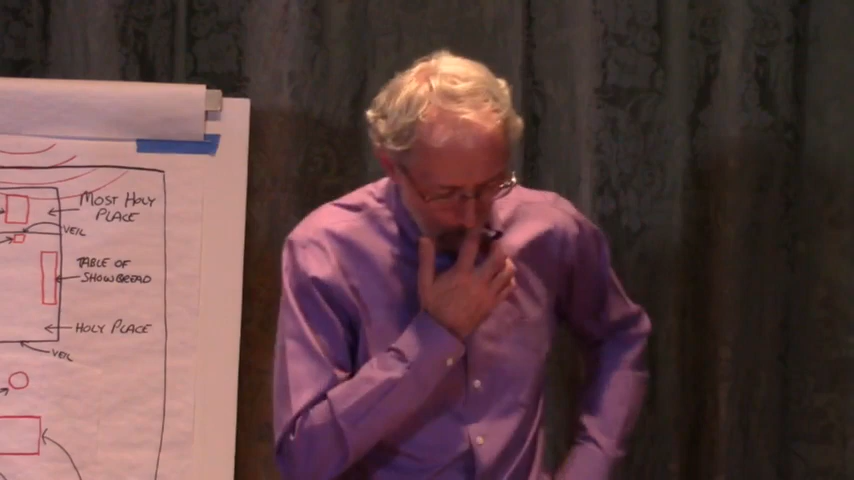 MOST HOLY
PLACE
VEIL
TABLE OF
SHOWBREAD
HOLY PLACE
VEIL